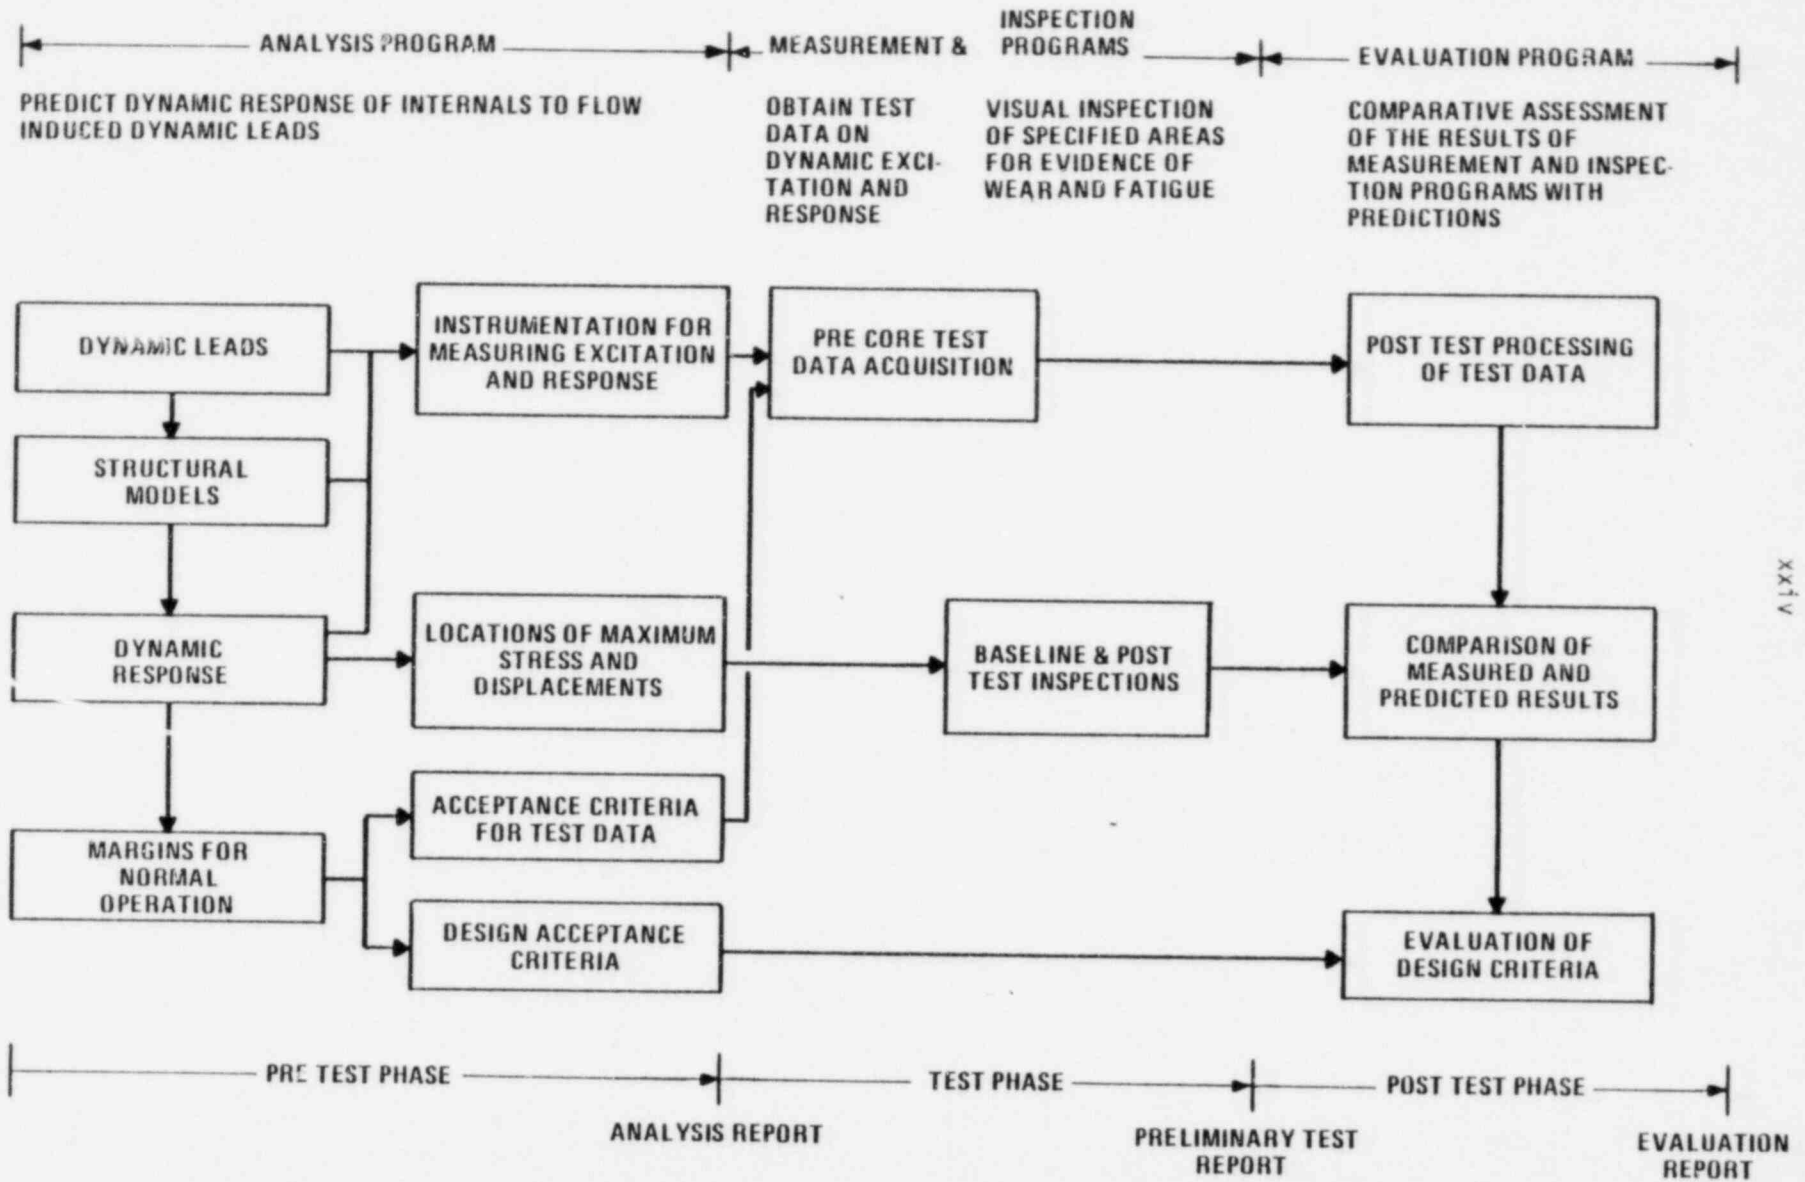 ANALYSIS PROGRAM
MEASUREMENT &
INSPECTION
PROGRAMS
EVALUATION PROGRAM
PREDICT DYNAMIC RESPONSE OF INTERNALS TO FLOW
INDUCED DYNAMIC LEADS
OBTAIN TEST
DATA ON
DYNAMIC EXCI-
TATION AND
RESPONSE
VISUAL INSPECTION
OF SPECIFIED AREAS
FOR EVIDENCE OF
WEAR AND FATIGUE
COMPARATIVE ASSESSMENT
OF THE RESULTS OF
MEASUREMENT AND INSPEC-
TION PROGRAMS WITH
PREDICTIONS
DYNAMIC LEADS
INSTRUMENTATION FOR
MEASURING EXCITATION
AND RESPONSE
PRE CORE TEST
DATA ACQUISITION
POST TEST PROCESSING
OF TEST DATA
STRUCTURAL
MODELS
DYNAMIC
RESPONSE
LOCATIONS OF MAXIMUM
STRESS AND
DISPLACEMENTS
BASELINE & POST
TEST INSPECTIONS
COMPARISON OF
MEASURED AND
PREDICTED RESULTS
MARGINS FOR
NORMAL
OPERATION
ACCEPTANCE CRITERIA
FOR TEST DATA
DESIGN ACCEPTANCE
CRITERIA
EVALUATION OF
DESIGN CRITERIA
PRE TEST PHASE
TEST PHASE
POST TEST PHASE
ANALYSIS REPORT
PRELIMINARY TEST
REPORT
EVALUATION
REPORT
xxiv